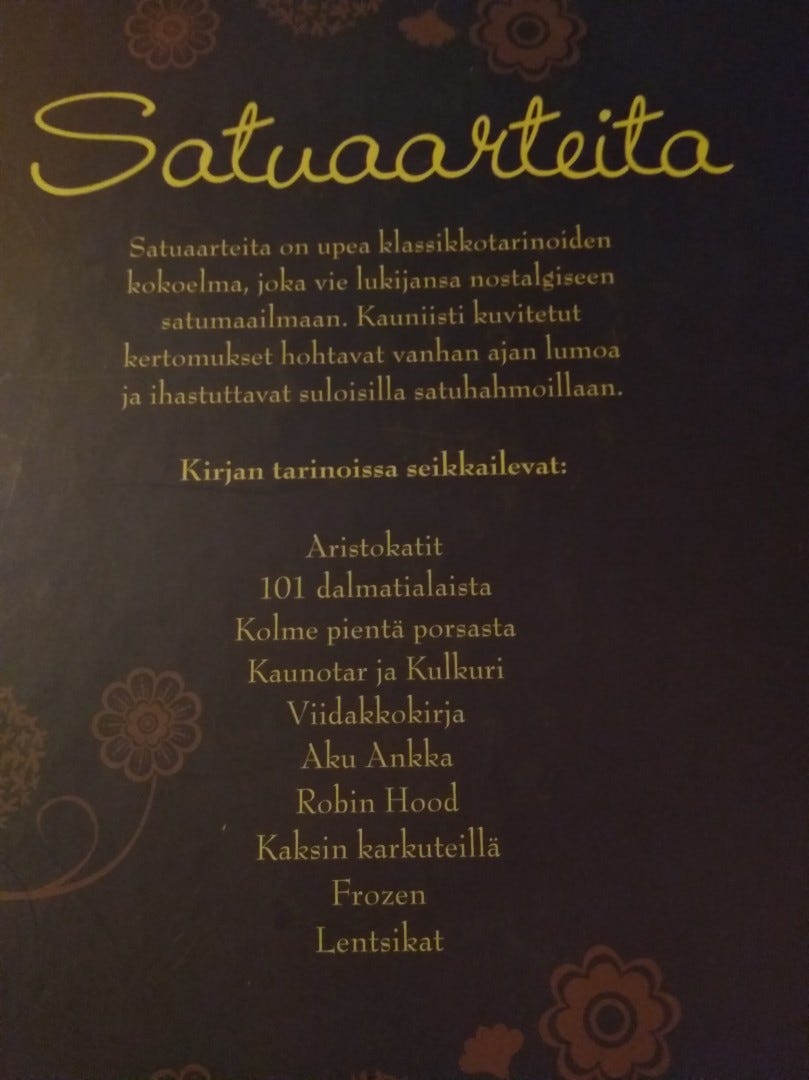 Satuaarteita
Satuaarteita on upea klassikkotarinoiden
kokoelma, joka vie lukijansa nostalgiseen
satumaailmaan. Kauniisti kuvitetut
kertomukset hohtavat vanhan ajan lumoa
ja ihastuttavat suloisilla satuhahmoillaan.
Kirjan tarinoissa seikkailevat:
Aristokatit
101 dalmatialaista
Kolme pientä porsasta
Kaunotar ja Kulkuri
Viidakkokirja
Aku Ankka
Robin Hood
Kaksin karkuteillä
Frozen
Lentsikat